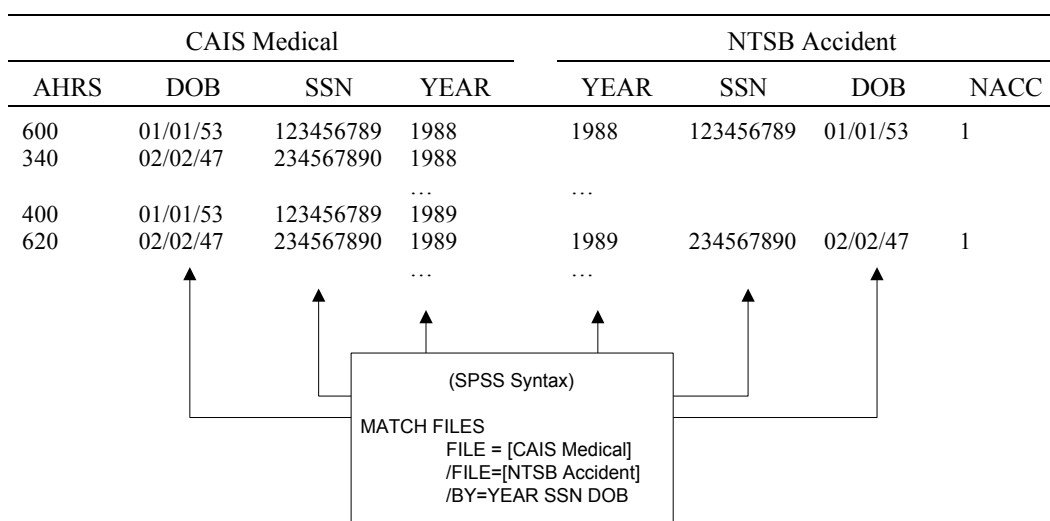 CAIS Medical NTSB Accident
AHRS DOB SSN YEAR YEAR SSN DOB NACC
600 01/01/53 123456789 1988 1988 123456789 01/01/53 1
340 02/02/47 234567890 1988
… …
400 01/01/53 123456789 1989
620 02/02/47 234567890 1989 1989 234567890 02/02/47 1
… …
(SPSS Syntax)
MATCH FILES
FILE = [CAIS Medical]
/FILE=[NTSB Accident]
/BY=YEAR SSN DOB